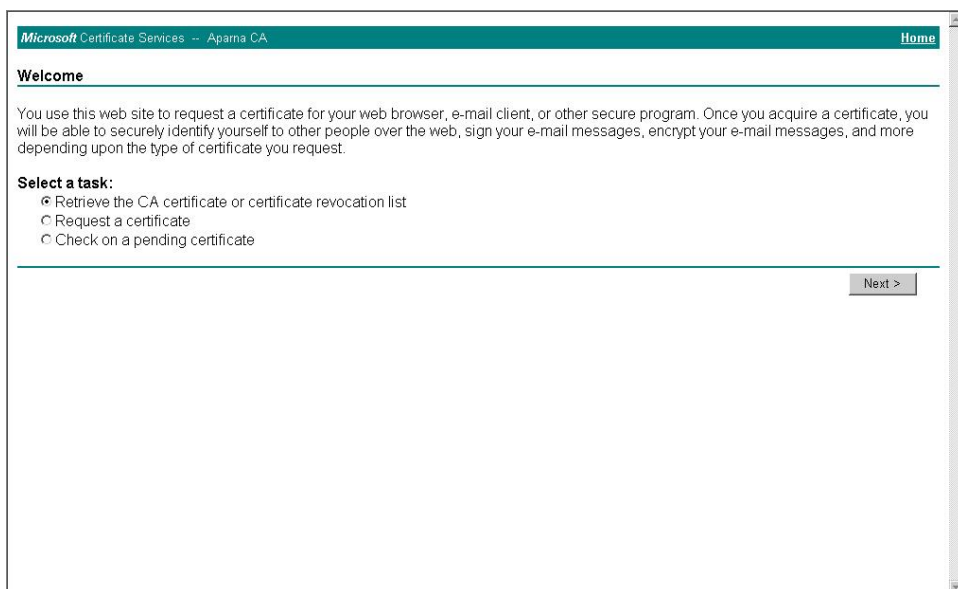 Microsoft Certificate Services -- Aparna CA Home
Welcome
You use this web site to request a certificate for your web browser, e-mail client, or other secure program. Once you acquire a certificate, you
will be able to securely identify yourself to other people over the web, sign your e-mail messages, encrypt your e-mail messages, and more
depending upon the type of certificate you request.
Select a task:
Retrieve the CA certificate or certificate revocation list
Request a certificate
Check on a pending certificate
Next >